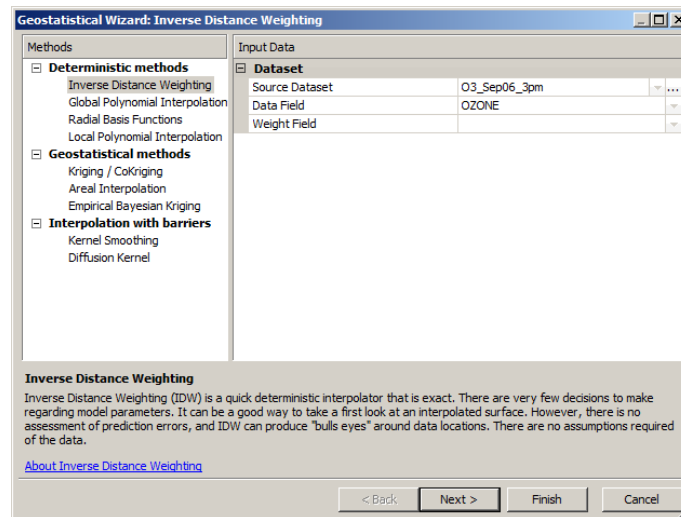 Geostatistical Wizard: Inverse Distance Weighting
Methods
Input Data
Deterministic methods
Inverse Distance Weighting
Global Polynomial Interpolation
Radial Basis Functions
Local Polynomial Interpolation
Geostatistical methods
Kriging / CoKriging
Areal Interpolation
Empirical Bayesian Kriging
Interpolation with barriers
Kernel Smoothing
Diffusion Kernel
Dataset
Source Dataset O3_Sep06_3pm ...
Data Field OZONE
Weight Field
Inverse Distance Weighting
Inverse Distance Weighting (IDW) is a quick deterministic interpolator that is exact. There are very few decisions to make
regarding model parameters. It can be a good way to take a first look at an interpolated surface. However, there is no
assessment of prediction errors, and IDW can produce "bulls eyes" around data locations. There are no assumptions required
of the data.
About Inverse Distance Weighting
< Back Next > Finish Cancel